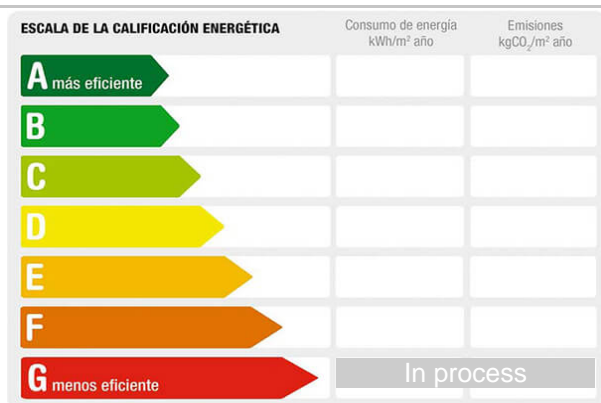 ESCALA DE LA CALIFICACIÓN ENERGÉTICA
Consumo de energía
kWh/m² año
Emisiones
kgCO₂/m² año
A más eficiente
B
C
D
E
F
G menos eficiente
In process